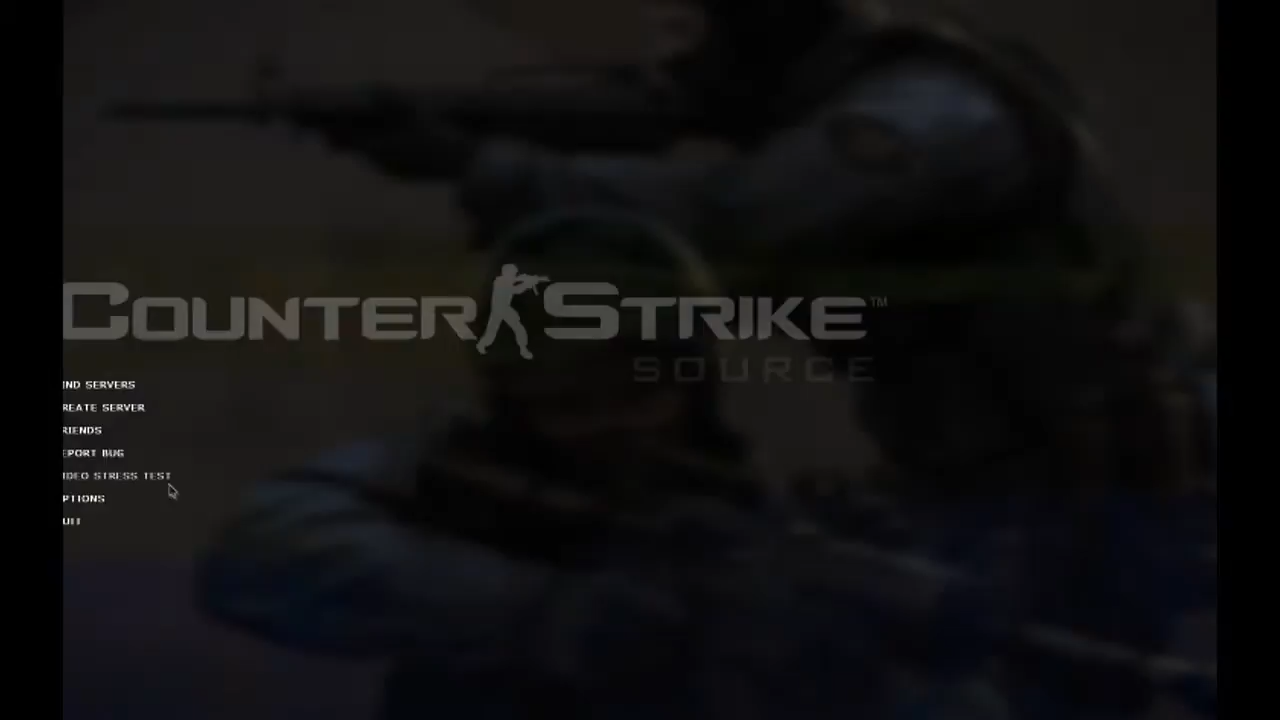 COUNTER STRIKE™
SOURCE
IND SERVERS
REATE SERVER
RIENDS
EPORT BUG
IDEO STRESS TEST
PTIONS
UIT